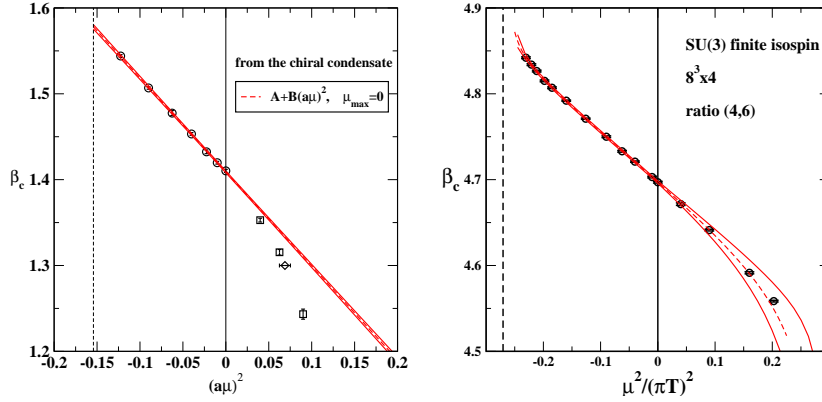 1.6
1.5
1.4
1.3
1.2
βc
-0.2
-0.15
-0.1
-0.05
0
0.05
0.1
0.15
0.2
(aμ)²
from the chiral condensate
A+B(aμ)², μmax=0
4.9
4.8
4.7
4.6
4.5
βc
-0.2
-0.1
0
0.1
0.2
μ²/(πT)²
SU(3) finite isospin
8³x4
ratio (4,6)